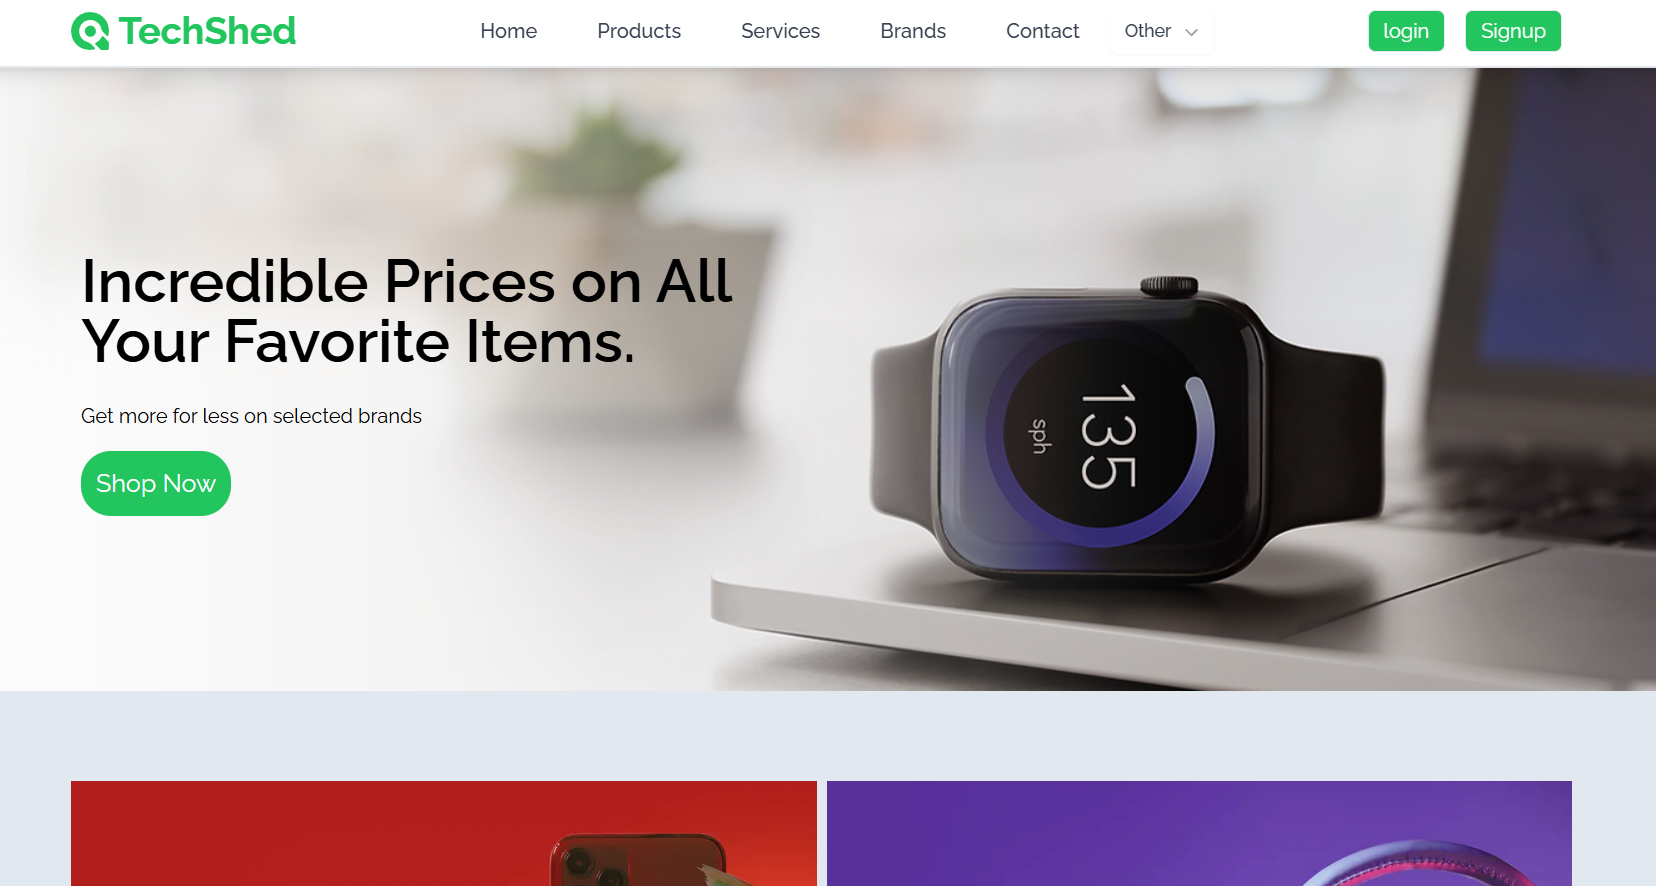 TechShed
Home
Products
Services
Brands
Contact
Other
login
Signup
Incredible Prices on All
Your Favorite Items.
Get more for less on selected brands
Shop Now
135
sph